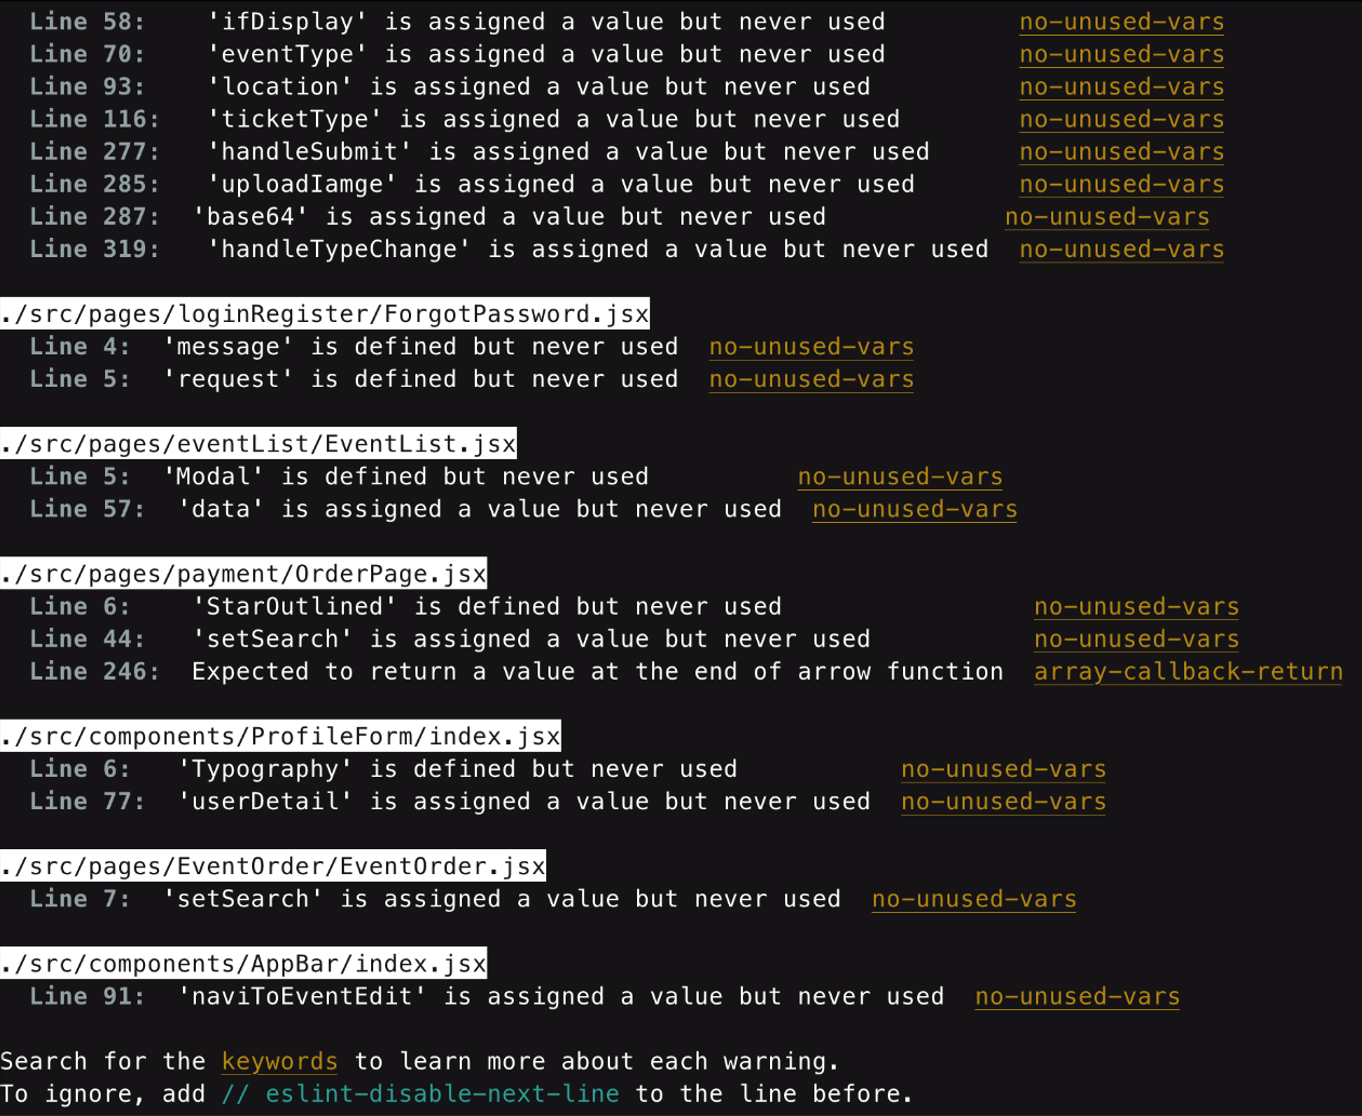 Line 58: 'ifDisplay' is assigned a value but never used no-unused-vars
Line 70: 'eventType' is assigned a value but never used no-unused-vars
Line 93: 'location' is assigned a value but never used no-unused-vars
Line 116: 'ticketType' is assigned a value but never used no-unused-vars
Line 277: 'handleSubmit' is assigned a value but never used no-unused-vars
Line 285: 'uploadIamge' is assigned a value but never used no-unused-vars
Line 287: 'base64' is assigned a value but never used no-unused-vars
Line 319: 'handleTypeChange' is assigned a value but never used no-unused-vars
./src/pages/loginRegister/ForgotPassword.jsx
Line 4: 'message' is defined but never used no-unused-vars
Line 5: 'request' is defined but never used no-unused-vars
./src/pages/eventList/EventList.jsx
Line 5: 'Modal' is defined but never used no-unused-vars
Line 57: 'data' is assigned a value but never used no-unused-vars
./src/pages/payment/OrderPage.jsx
Line 6: 'StarOutlined' is defined but never used no-unused-vars
Line 44: 'setSearch' is assigned a value but never used no-unused-vars
Line 246: Expected to return a value at the end of arrow function array-callback-return
./src/components/ProfileForm/index.jsx
Line 6: 'Typography' is defined but never used no-unused-vars
Line 77: 'userDetail' is assigned a value but never used no-unused-vars
./src/pages/EventOrder/EventOrder.jsx
Line 7: 'setSearch' is assigned a value but never used no-unused-vars
./src/components/AppBar/index.jsx
Line 91: 'naviToEventEdit' is assigned a value but never used no-unused-vars
Search for the keywords to learn more about each warning.
To ignore, add // eslint-disable-next-line to the line before.